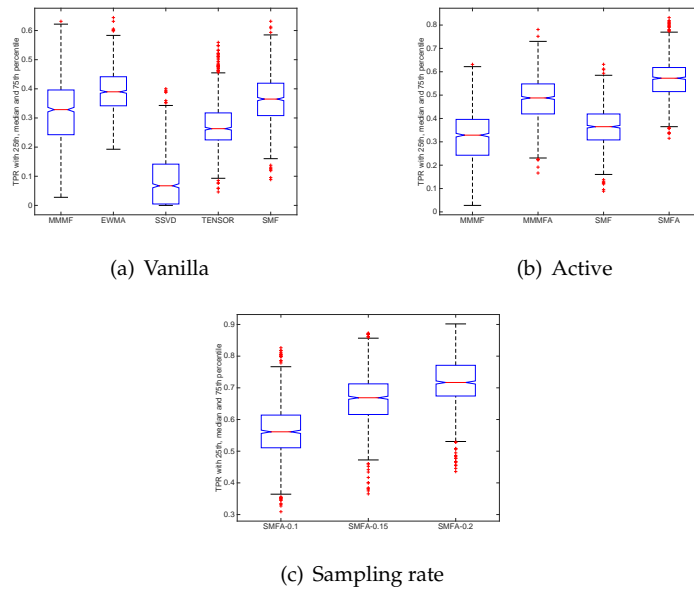 TPR with 25th, median and 75th percentile
0.6
0.5
0.4
0.3
0.2
0.1
0
MMMF EWMA SSVD TENSOR SMF
(a) Vanilla
TPR with 25th, median and 75th percentile
0.8
0.7
0.6
0.5
0.4
0.3
0.2
0.1
0
MMMF MMMFA SMF SMFA
(b) Active
TPR with 25th, median and 75th percentile
0.9
0.8
0.7
0.6
0.5
0.4
0.3
SMFA-0.1 SMFA-0.15 SMFA-0.2
(c) Sampling rate